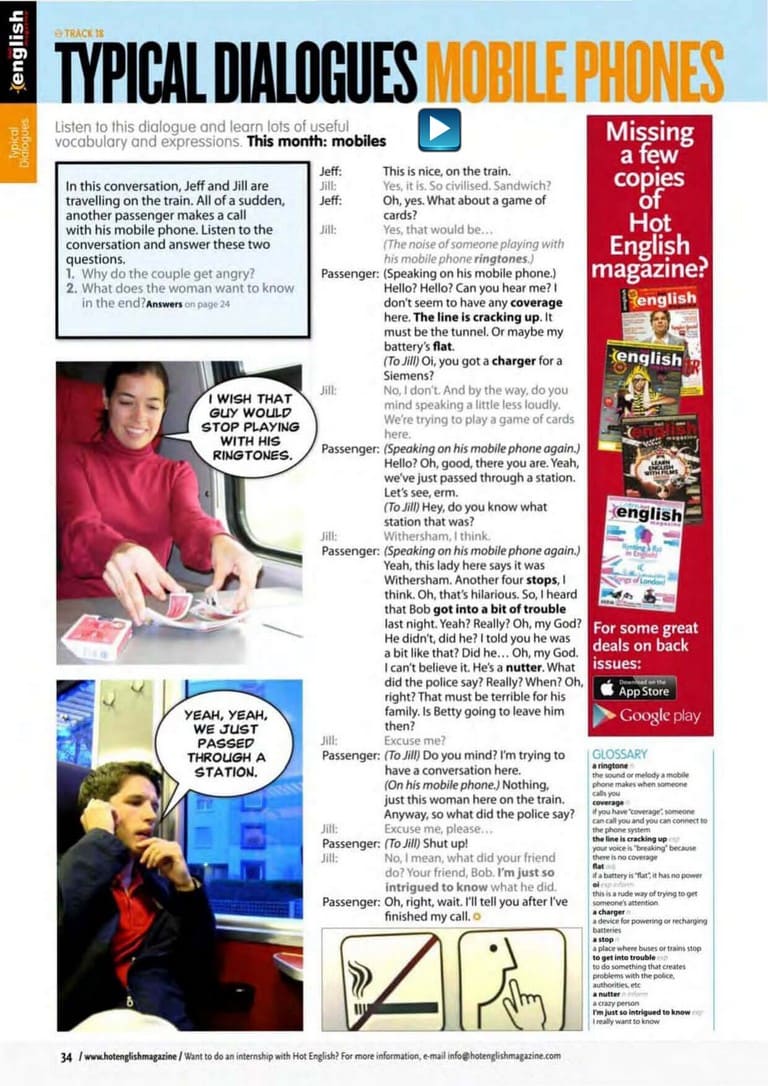 english
Typical
Dialogues
TRACK 18
TYPICAL DIALOGUES MOBILE PHONES
Listen to this dialogue and learn lots of useful
vocabulary and expressions. This month: mobiles
In this conversation, Jeff and Jill are
travelling on the train. All of a sudden,
another passenger makes a call
with his mobile phone. Listen to the
conversation and answer these two
questions.
1. Why do the couple get angry?
2. What does the woman want to know
in the end? Answers on page 24
I WISH THAT
GUY WOULD
STOP PLAYING
WITH HIS
RINGTONES.
YEAH, YEAH,
WE JUST
PASSED
THROUGH A
STATION.
Jeff: This is nice, on the train.
Jill: Yes, it is. So civilised. Sandwich?
Jeff: Oh, yes. What about a game of
cards?
Jill: Yes, that would be...
(The noise of someone playing with
his mobile phone ringtones.)
Passenger: (Speaking on his mobile phone.)
Hello? Hello? Can you hear me? I
don't seem to have any coverage
here. The line is cracking up. It
must be the tunnel. Or maybe my
battery's flat.
(To Jill) Oi, you got a charger for a
Siemens?
Jill: No, I don't. And by the way, do you
mind speaking a little less loudly.
We're trying to play a game of cards
here.
Passenger: (Speaking on his mobile phone again.)
Hello? Oh, good, there you are. Yeah,
we've just passed through a station.
Let's see, erm.
(To Jill) Hey, do you know what
station that was?
Jill: Withersham, I think.
Passenger: (Speaking on his mobile phone again.)
Yeah, this lady here says it was
Withersham. Another four stops, I
think. Oh, that's hilarious. So, I heard
that Bob got into a bit of trouble
last night. Yeah? Really? Oh, my God?
He didn't, did he? I told you he was
a bit like that? Did he... Oh, my God.
I can't believe it. He's a nutter. What
did the police say? Really? When? Oh,
right? That must be terrible for his
family. Is Betty going to leave him
then?
Jill: Excuse me?
Passenger: (To Jill) Do you mind? I'm trying to
have a conversation here.
(On his mobile phone.) Nothing,
just this woman here on the train.
Anyway, so what did the police say?
Jill: Excuse me, please...
Passenger: (To Jill) Shut up!
Jill: No, I mean, what did your friend
do? Your friend, Bob. I'm just so
intrigued to know what he did.
Passenger: Oh, right, wait. I'll tell you after I've
finished my call.
Missing
a few
copies
of
Hot
English
magazine?
english
english
english
LEARN
ENGLISH
WITH FILMS
english
magazine
For some great
deals on back
issues:
Download on the
App Store
Google play
GLOSSARY
a ringtone n
the sound or melody a mobile
phone makes when someone
calls you
coverage n
if you have "coverage", someone
can call you and you can connect to
the phone system
the line is cracking up exp
your voice is "breaking" because
there is no coverage
flat adj
if a battery is "flat", it has no power
oi exp inform
this is a rude way of trying to get
someone's attention
a charger n
a device for powering or recharging
batteries
a stop n
a place where buses or trains stop
to get into trouble exp
to do something that creates
problems with the police,
authorities, etc
a nutter n inform
a crazy person
I'm just so intrigued to know exp
I really want to know
34 / www.hotenglishmagazine / Want to do an internship with Hot English? For more information, e-mail info@hotenglishmagazine.com